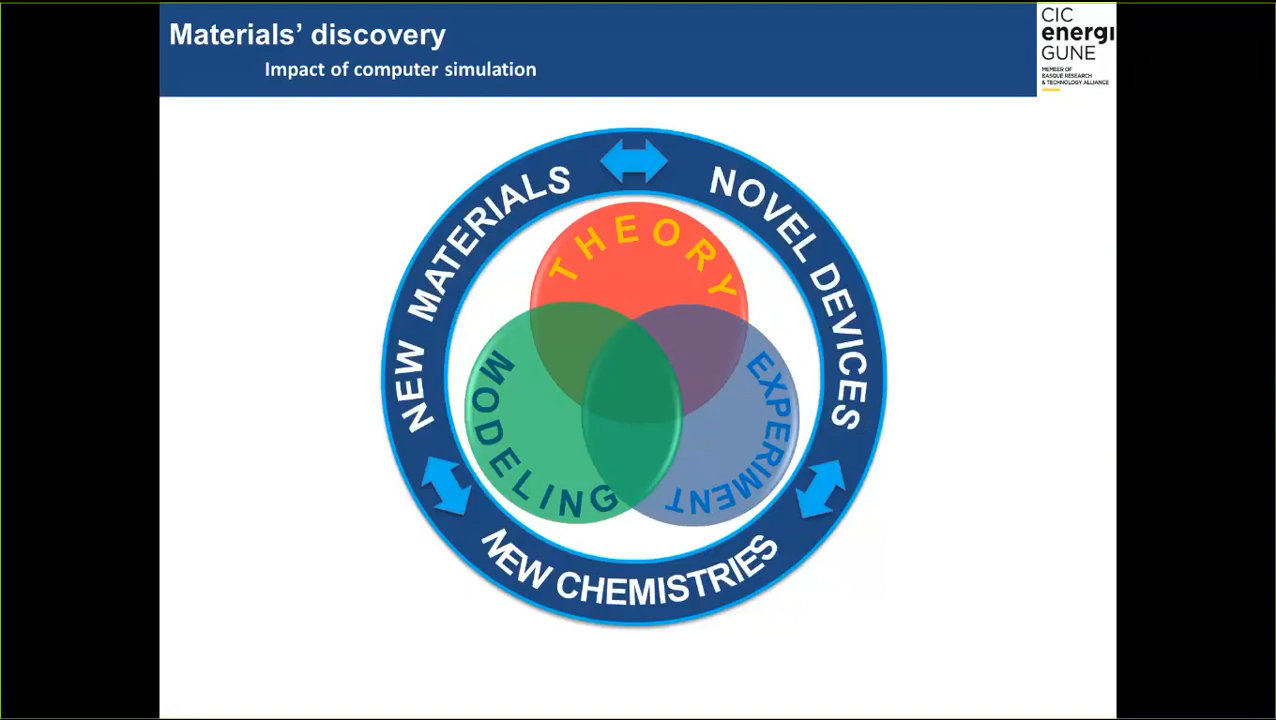 Materials' discovery
Impact of computer simulation
CIC
energi
GUNE
MEMBER OF
BASQUE RESEARCH
& TECHNOLOGY ALLIANCE
NEW MATERIALS
NOVEL DEVICES
THEORY
MODELING
EXPERIMENT
NEW CHEMISTRIES